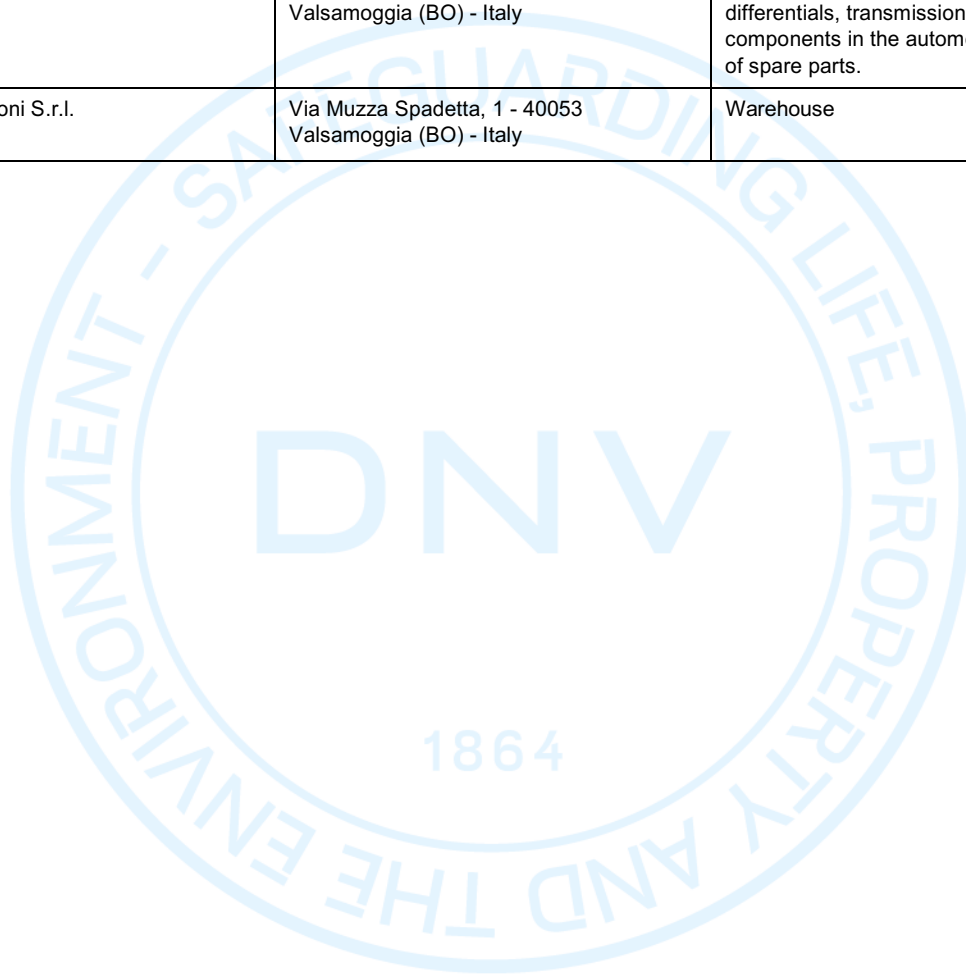 Valsamoggia (BO) - Italy
differentials, transmission
components in the
of spare parts.
oni S.r.l.
Via Muzza Spadetta, 1 - 40053
Valsamoggia (BO) - Italy
Warehouse
SAFEGUARDING LIFE, PROPERTY AND THE ENVIRONMENT -
DNV
1864